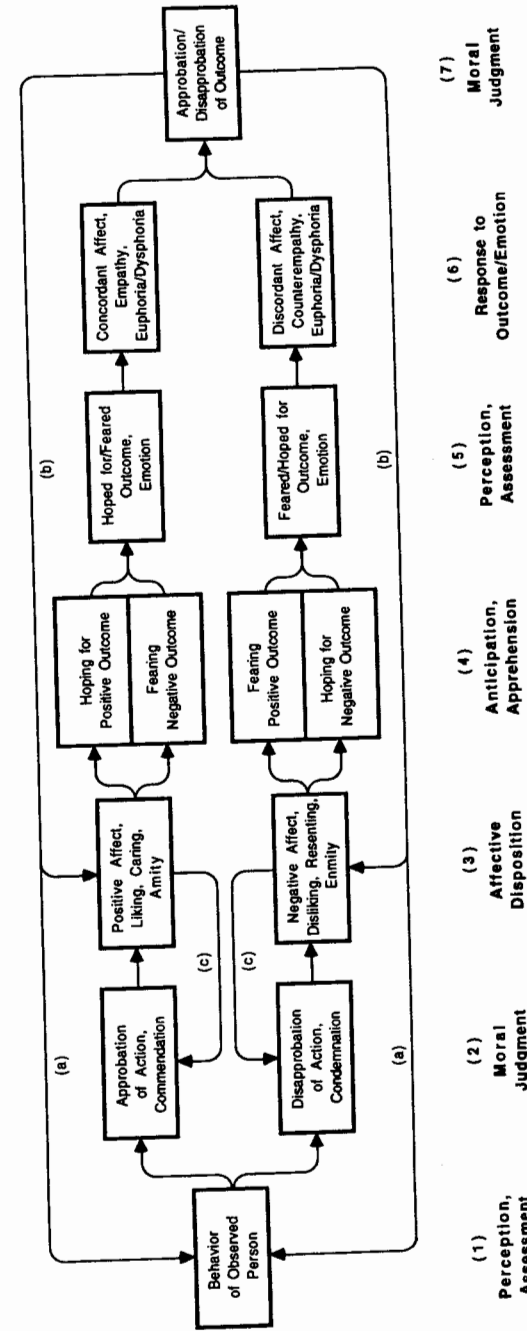 Behavior
of Observed
Person
Approbation
of Action,
Commendation
Disapprobation
of Action,
Condemnation
Positive Affect,
Liking, Caring,
Amity
Negative Affect,
Disliking, Resenting,
Enmity
Hoping for
Positive Outcome
Fearing
Negative Outcome
Fearing
Positive Outcome
Hoping for
Negative Outcome
Hoped for/Feared
Outcome,
Emotion
Feared/Hoped for
Outcome,
Emotion
Concordant Affect,
Empathy,
Euphoria/Dysphoria
Discordant Affect,
Counterempathy,
Euphoria/Dysphoria
Approbation/
Disapprobation
of Outcome
(a)
(b)
(c)
(c)
(a)
(b)
(1)
Perception,
Assessment
(2)
Moral
Judgment
(3)
Affective
Disposition
(4)
Anticipation,
Apprehension
(5)
Perception,
Assessment
(6)
Response to
Outcome/Emotion
(7)
Moral
Judgment